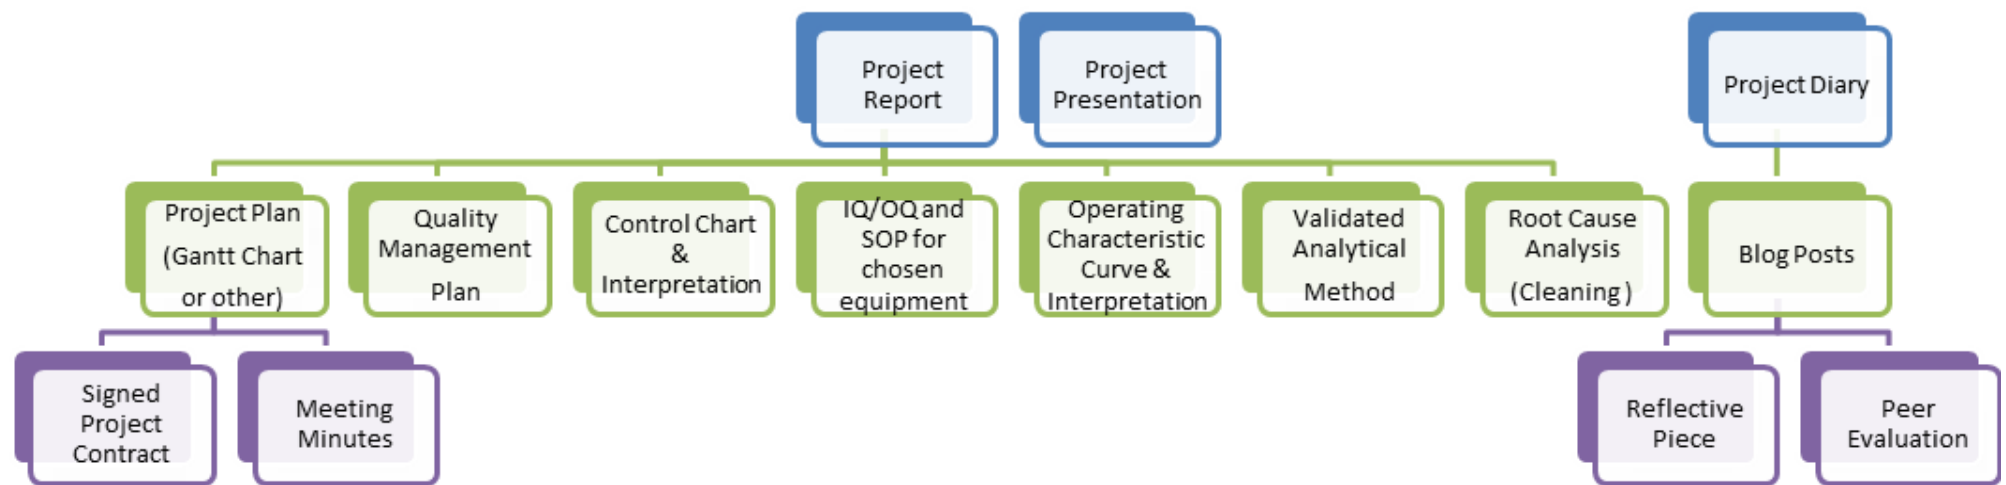 Project
Report
Project
Presentation
Project Diary
Project Plan
(Gantt Chart
or other)
Quality
Management
Plan
Control Chart
&
Interpretation
IQ/OQ and
SOP for
chosen
equipment
Operating
Characteristic
Curve &
Interpretation
Validated
Analytical
Method
Root Cause
Analysis
(Cleaning)
Blog Posts
Signed
Project
Contract
Meeting
Minutes
Reflective
Piece
Peer
Evaluation